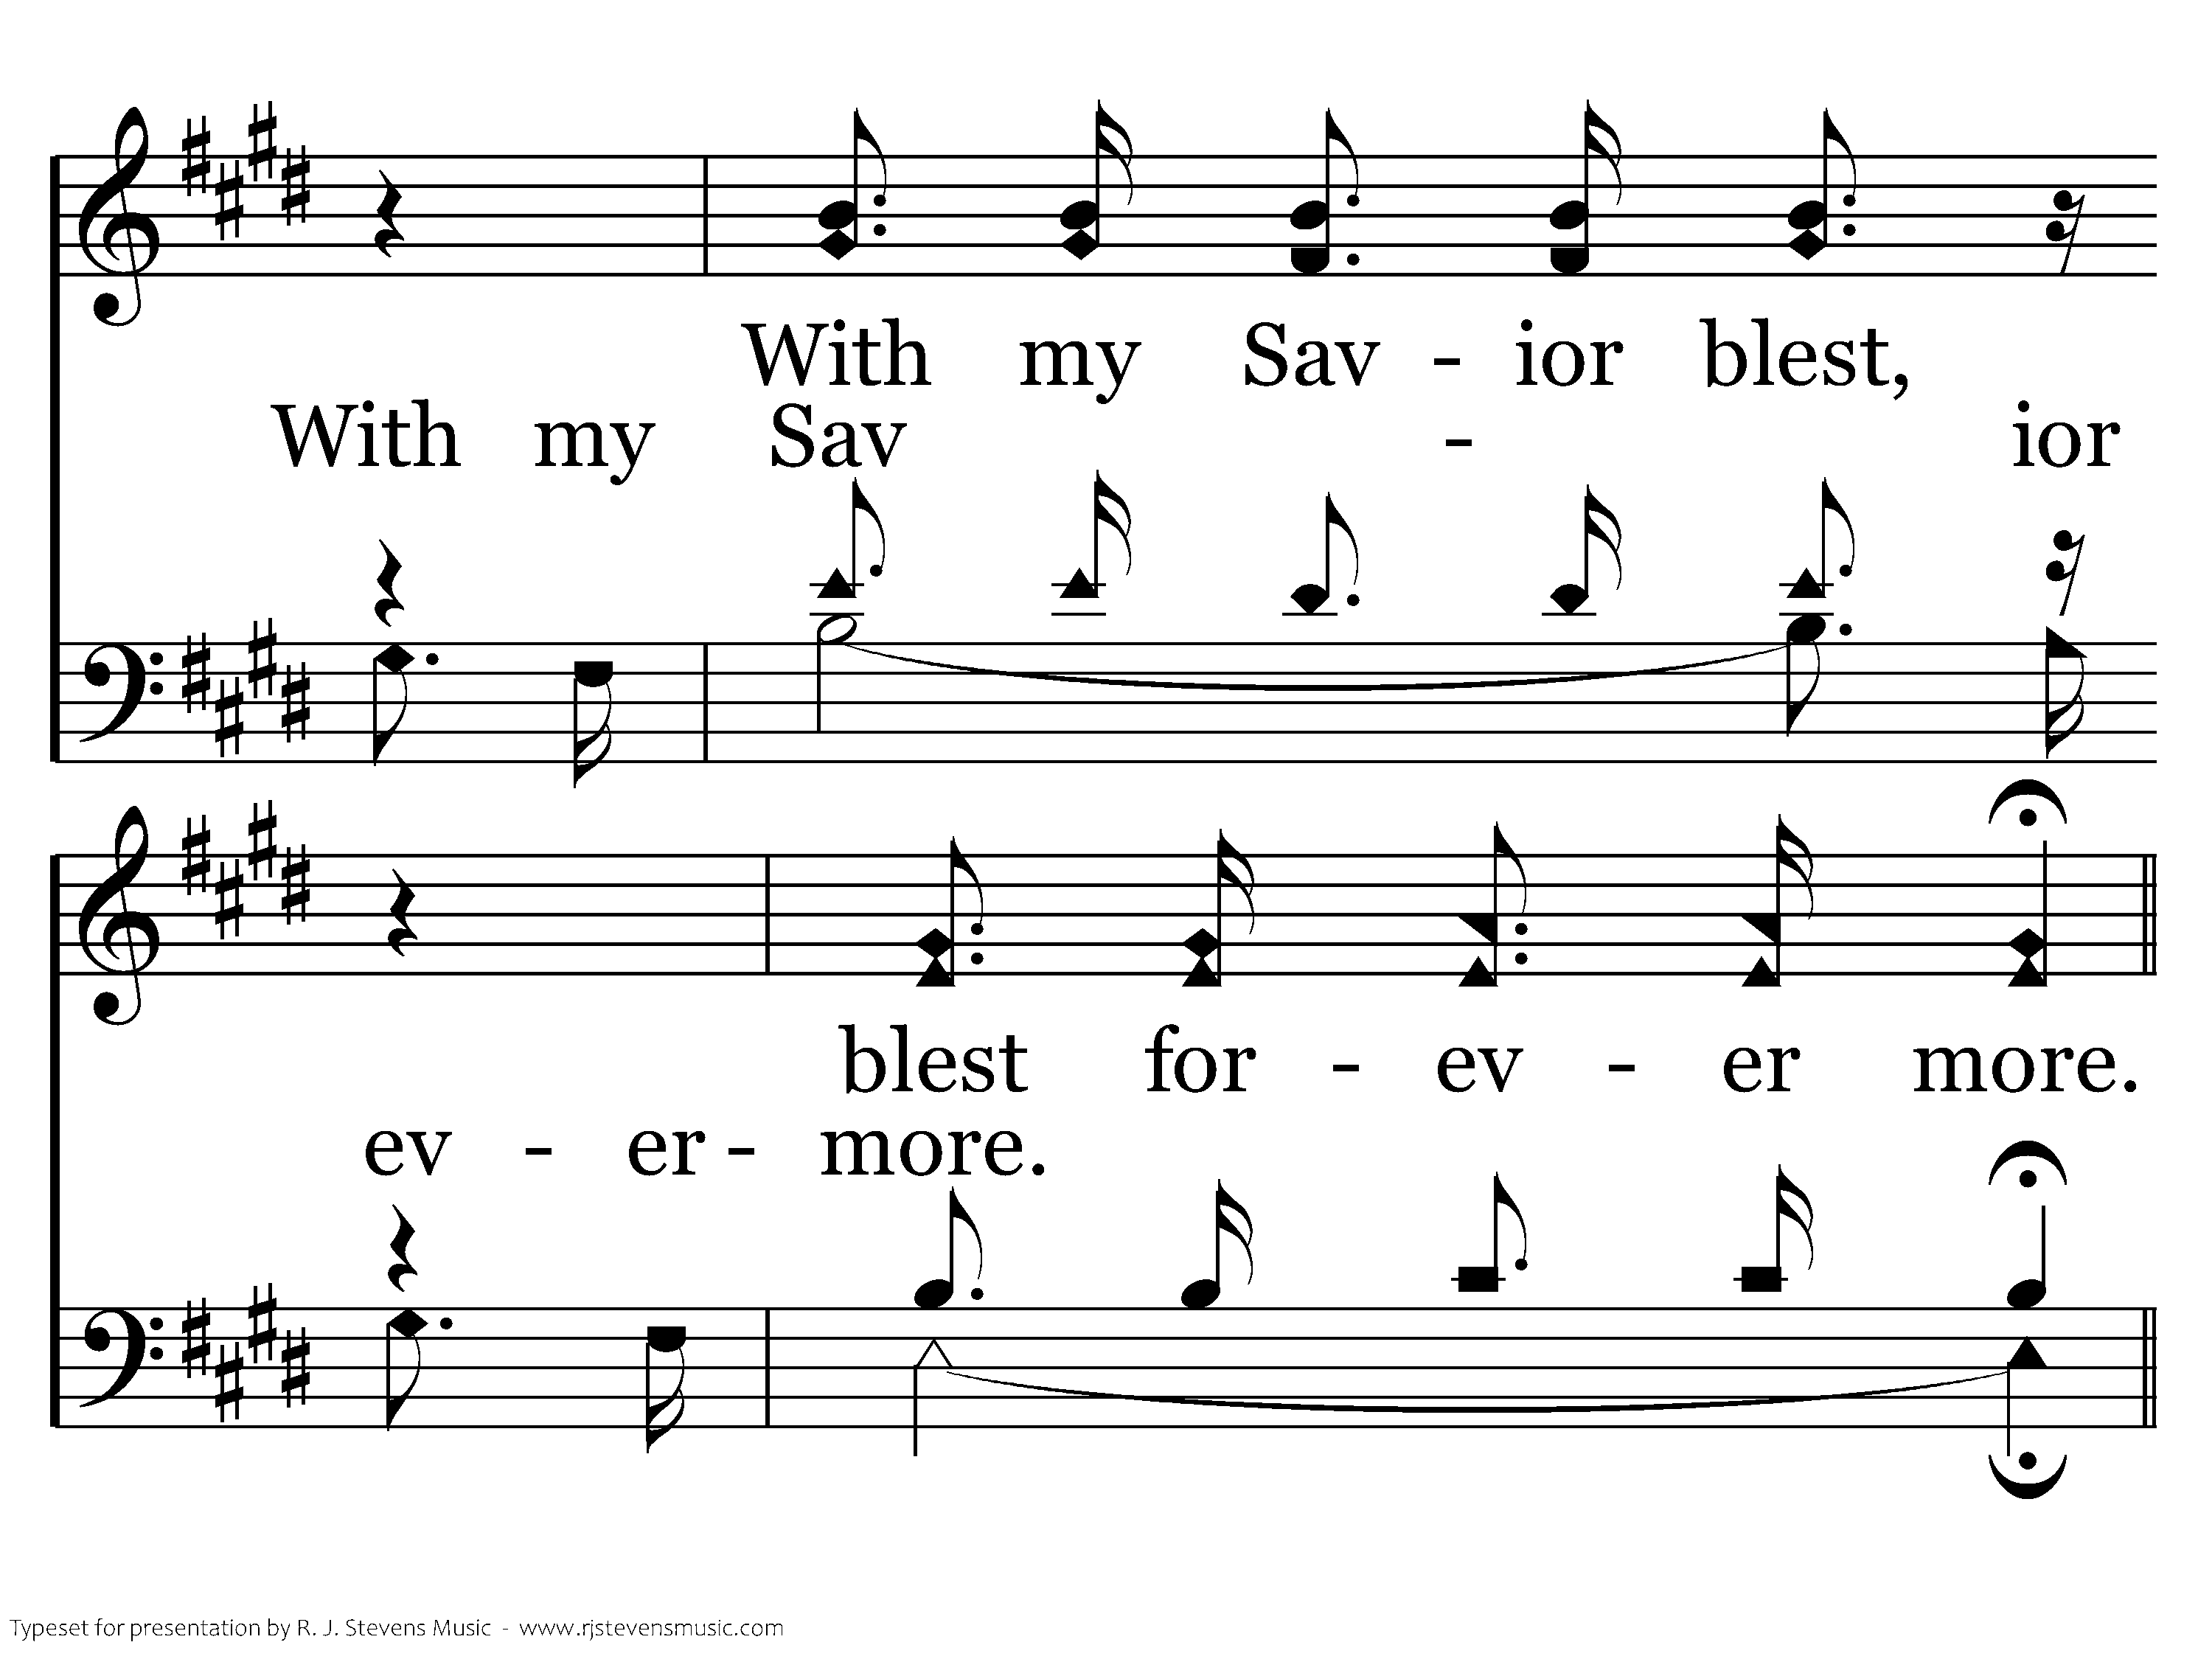 With my Sav - ior blest,
With my Sav - ior
blest for - ev - er more.
ev - er - more.
Typeset for presentation by R. J. Stevens Music - www.rjstevensmusic.com